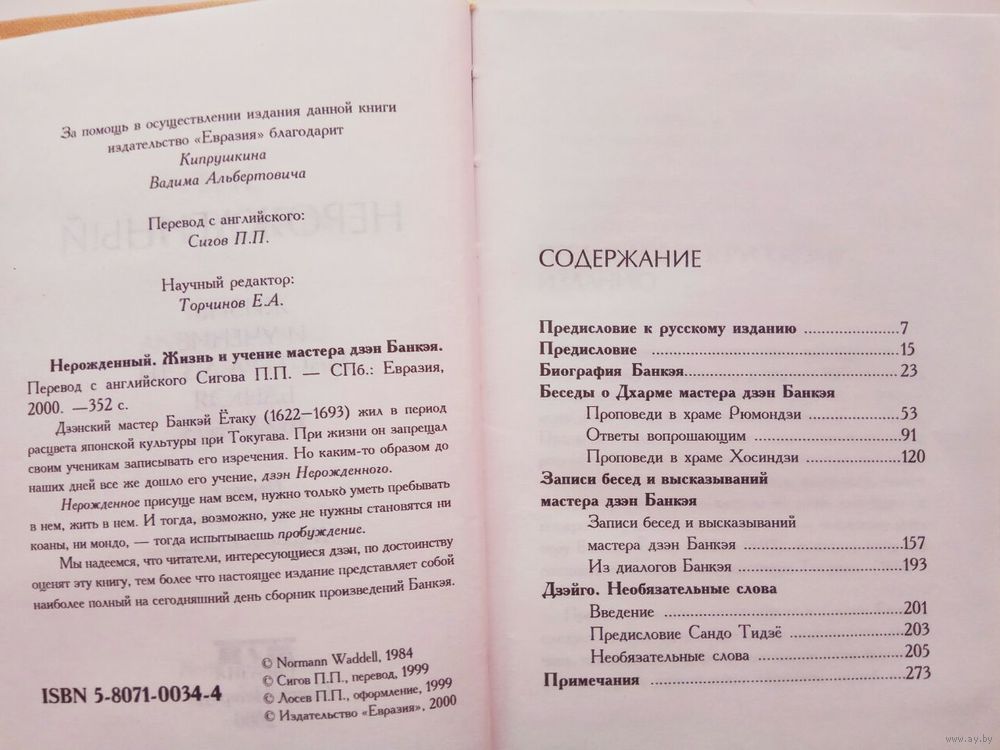 За помощь в осуществлении издания данной книги
издательство «Евразия» благодарит
Кипрушкина
Вадима Альбертовича
Перевод с английского:
Сигов П.П.
Научный редактор:
Торчинов Е.А.
Нерожденный. Жизнь и учение мастера дзэн Банкэя.
Перевод с английского Сигова П.П. — СПб.: Евразия,
2000. —352 с.
Дзэнский мастер Банкэй Ётаку (1622—1693) жил в период
расцвета японской культуры при Токугава. При жизни он запрещал
своим ученикам записывать его изречения. Но каким-то образом до
наших дней все же дошло его учение, дзэн Нерожденного.
Нерожденное присуще нам всем, нужно только уметь пребывать
в нем, жить в нем. И тогда, возможно, уже не нужны становятся ни
коаны, ни мондо, — тогда испытываешь пробуждение.
Мы надеемся, что читатели, интересующиеся дзэн, по достоинству
оценят эту книгу, тем более что настоящее издание представляет собой
наиболее полный на сегодняшний день сборник произведений Банкэя.
© Normann Waddell, 1984
© Сигов П.П., перевод, 1999
ISBN 5-8071-0034-4
© Лосев П.П., оформление, 1999
© Издательство «Евразия», 2000
СОДЕРЖАНИЕ
Предисловие к русскому изданию ..............7
Предисловие ..............15
Биография Банкэя..............23
Беседы о Дхарме мастера дзэн Банкэя
Проповеди в храме Рюмондзи ..............53
Ответы вопрошающим ..............91
Проповеди в храме Хосиндзи ..............120
Записи бесед и высказываний
мастера дзэн Банкэя
Записи бесед и высказываний
мастера дзэн Банкэя ..............157
Из диалогов Банкэя ..............193
Дзэйго. Необязательные слова
Введение ..............201
Предисловие Сандо Тидзё ..............203
Необязательные слова ..............205
Примечания ..............273
www.ay.by